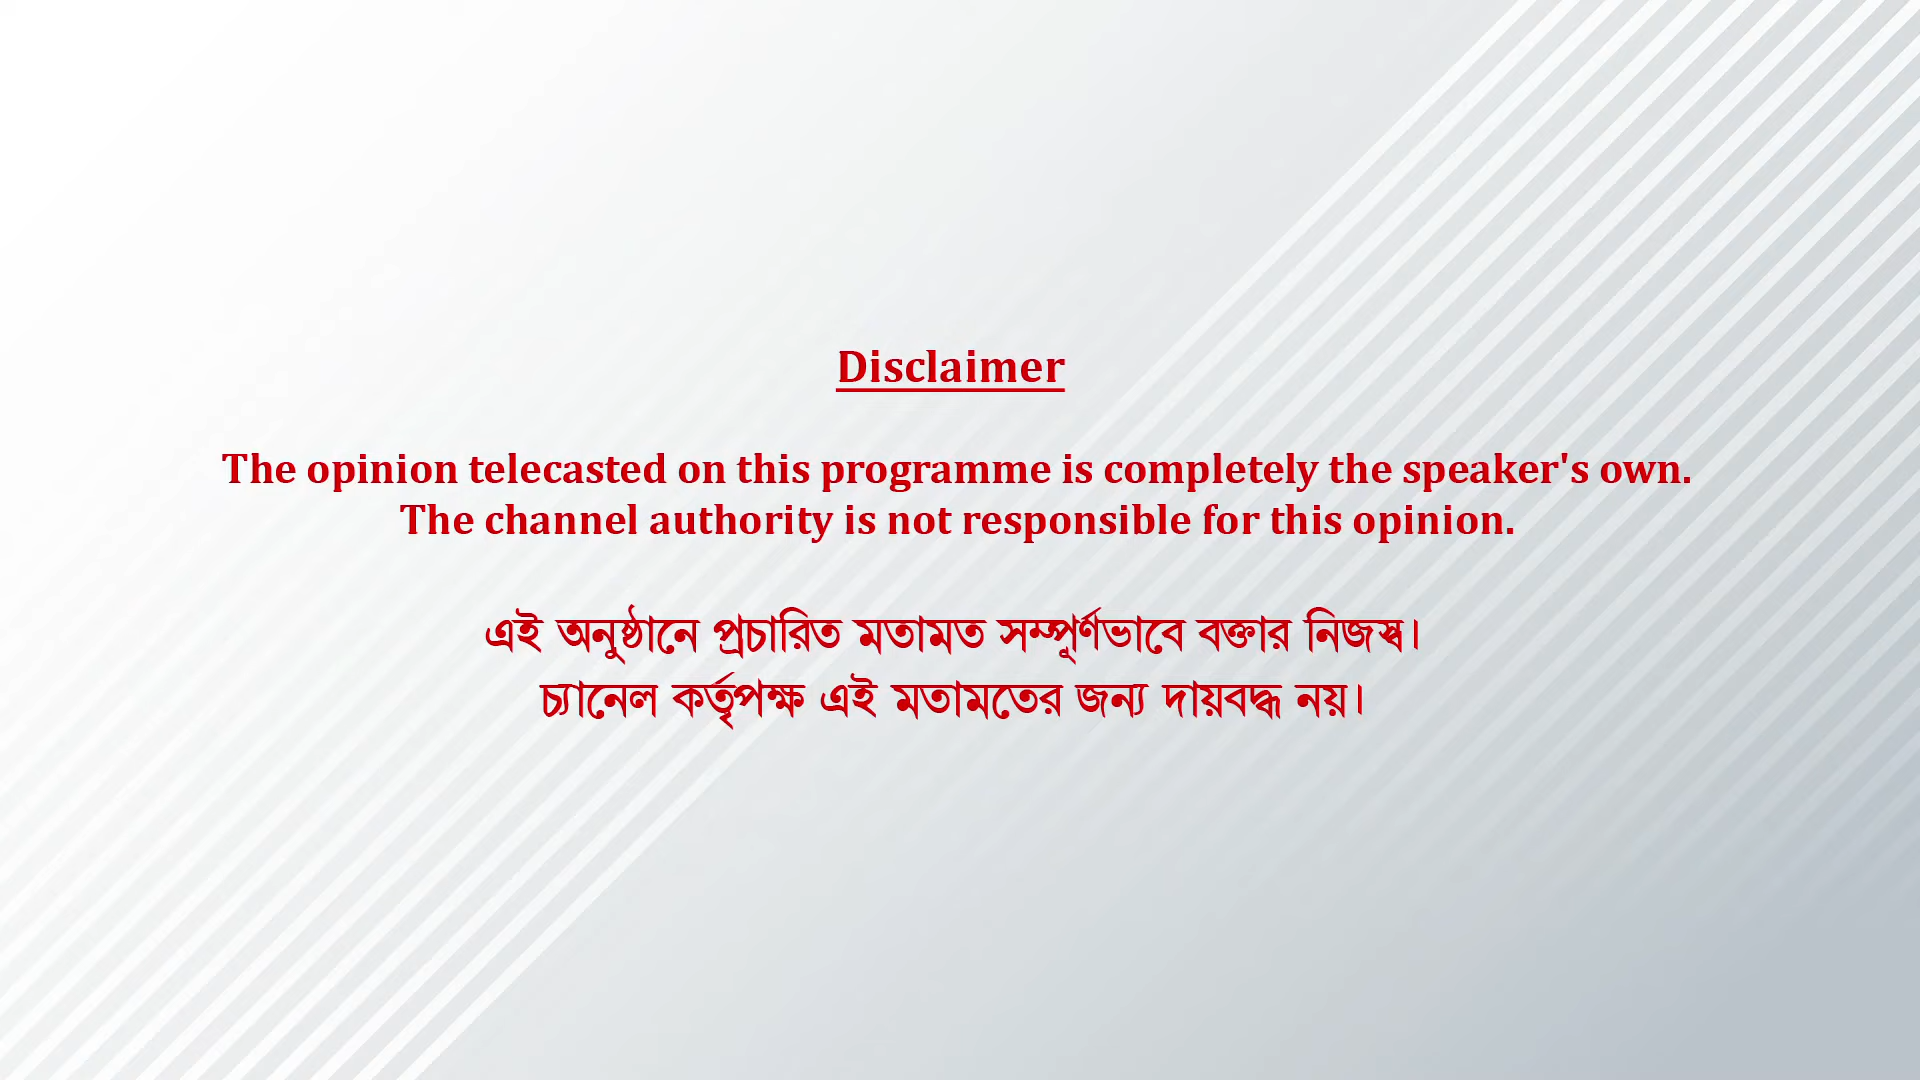 Disclaimer
The opinion telecasted on this programme is completely the speaker's own.
The channel authority is not responsible for this opinion.
এই অনুষ্ঠানে প্রচারিত মতামত সম্পূর্ণভাবে বক্তার নিজস্ব।
চ্যানেল কর্তৃপক্ষ এই মতামতের জন্য দায়বদ্ধ নয়।